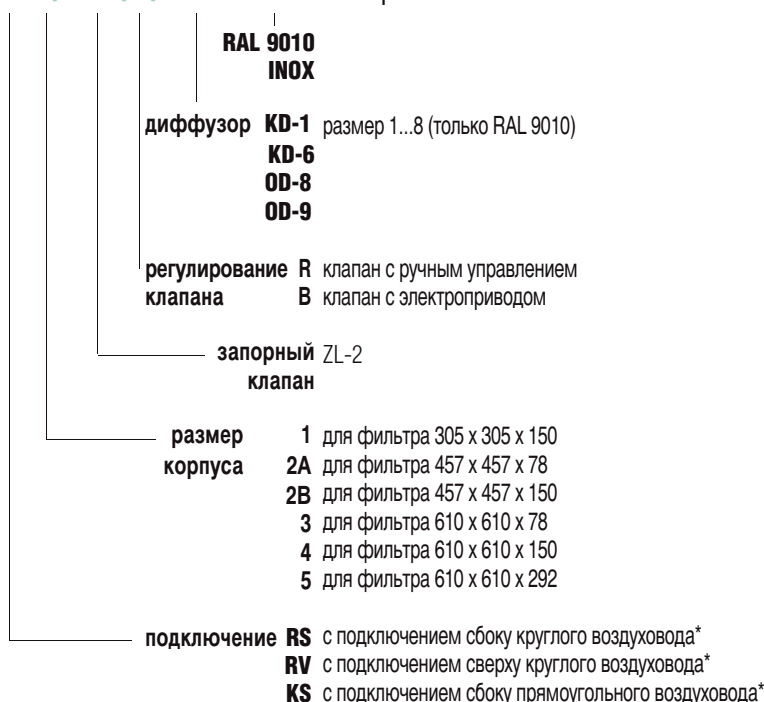 RAL 9010
INOX
диффузор KD-1 размер 1...8 (только RAL 9010)
KD-6
OD-8
OD-9
регулирование R клапан с ручным управлением
клапана B клапан с электроприводом
запорный ZL-2
клапан
размер 1 для фильтра 305 x 305 x 150
корпуса 2A для фильтра 457 x 457 x 78
2B для фильтра 457 x 457 x 150
3 для фильтра 610 x 610 x 78
4 для фильтра 610 x 610 x 150
5 для фильтра 610 x 610 x 292
подключение RS с подключением сбоку круглого воздуховода*
RV с подключением сверху круглого воздуховода*
KS с подключением сбоку прямоугольного воздуховода*